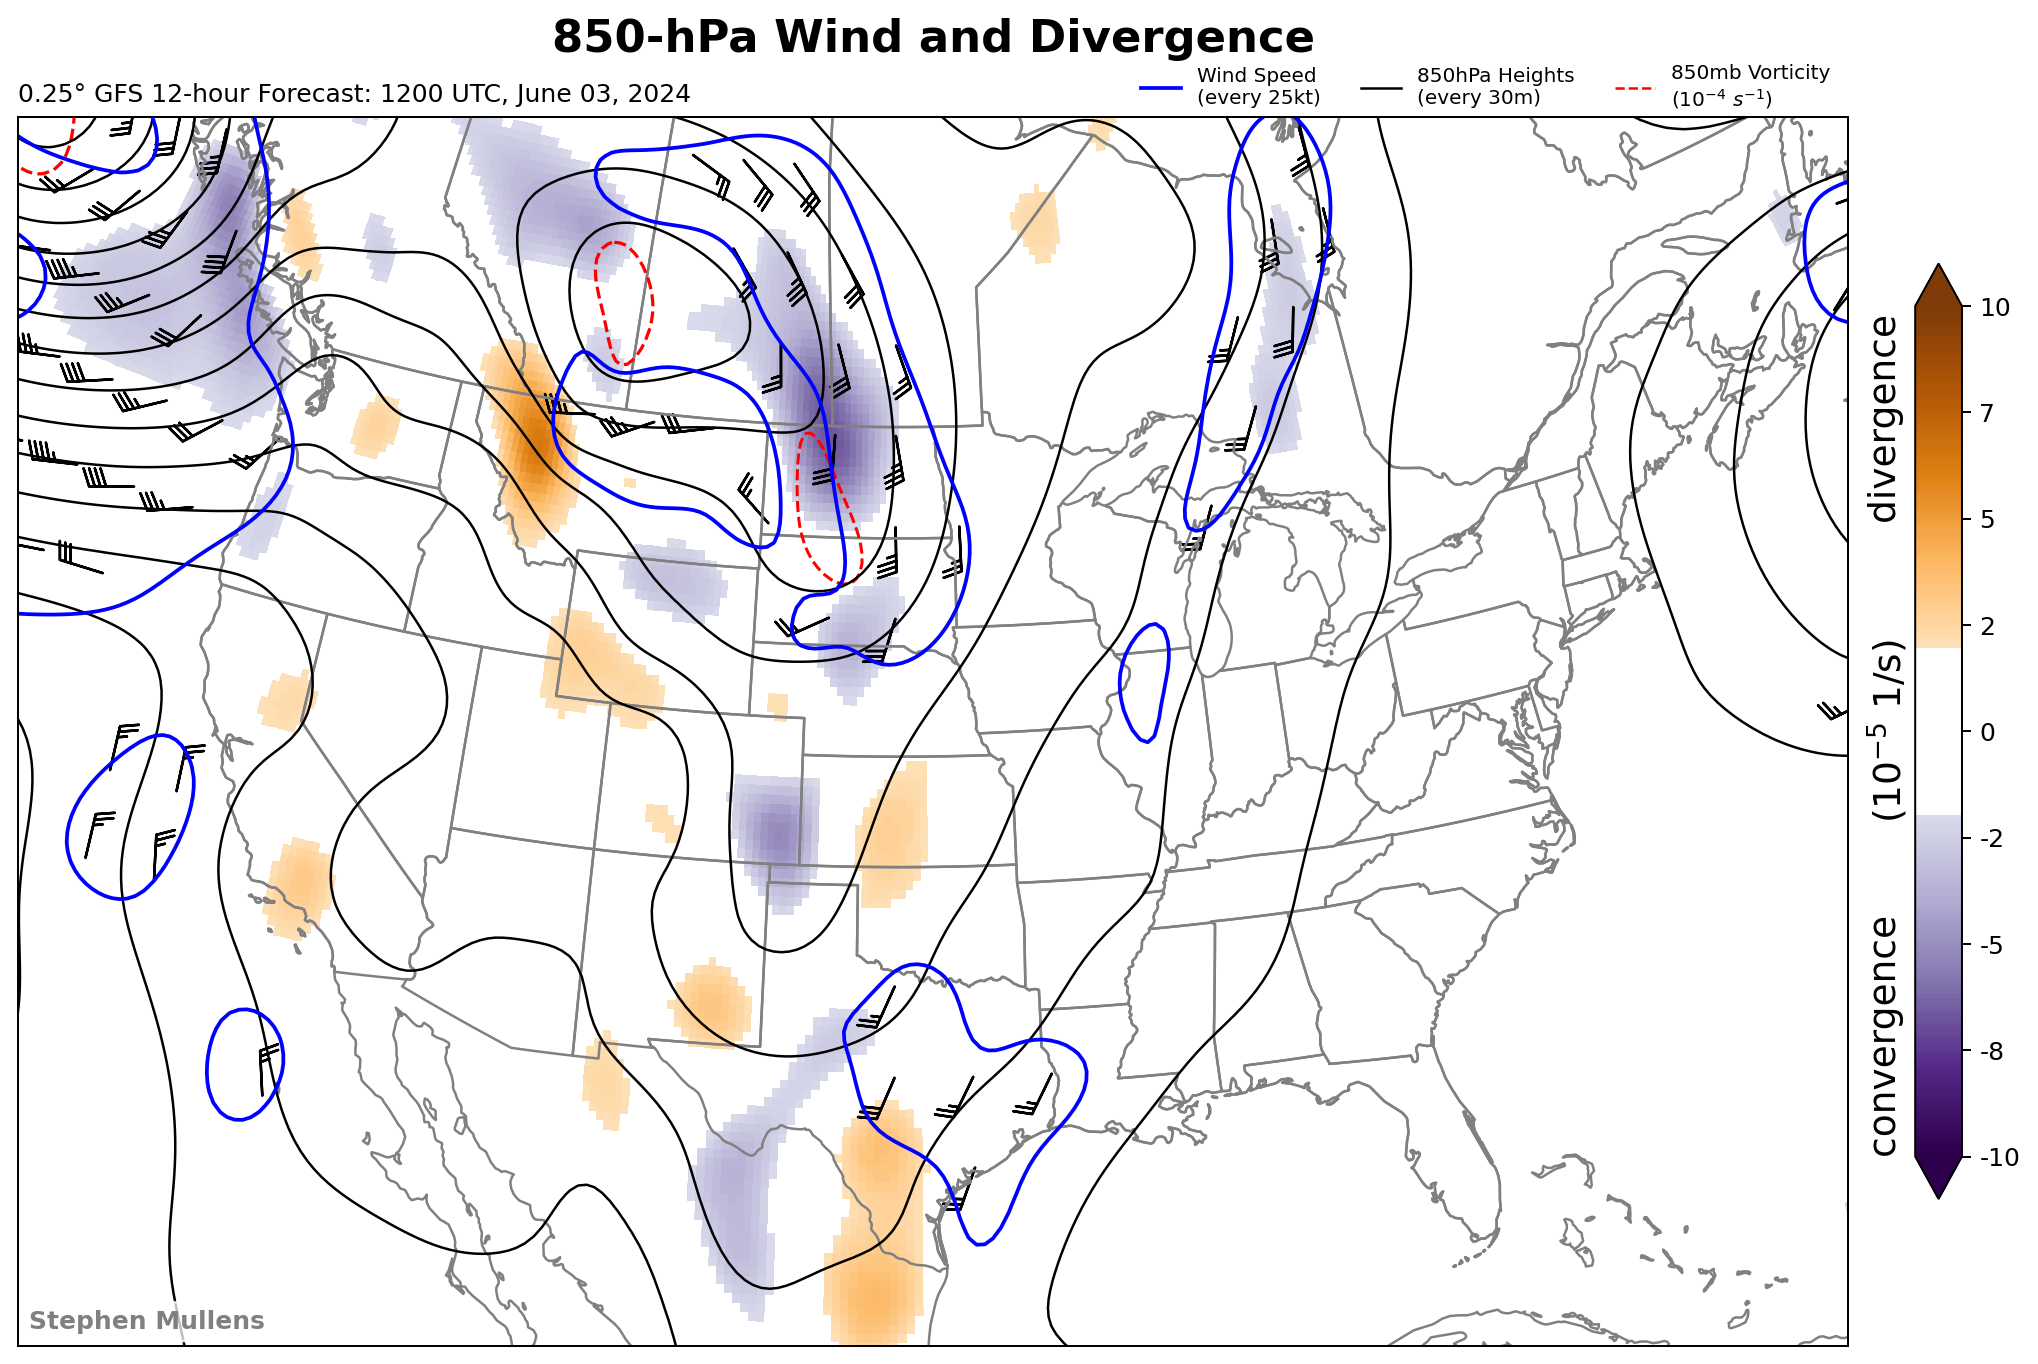 850-hPa Wind and Divergence
0.25° GFS 12-hour Forecast: 1200 UTC, June 03, 2024
Wind Speed
(every 25kt)
850hPa Heights
(every 30m)
850mb Vorticity
(10⁻⁴ s⁻¹)
10
7
5
2
0
-2
-5
-8
-10
convergence (10⁻⁵ 1/s) divergence
Stephen Mullens